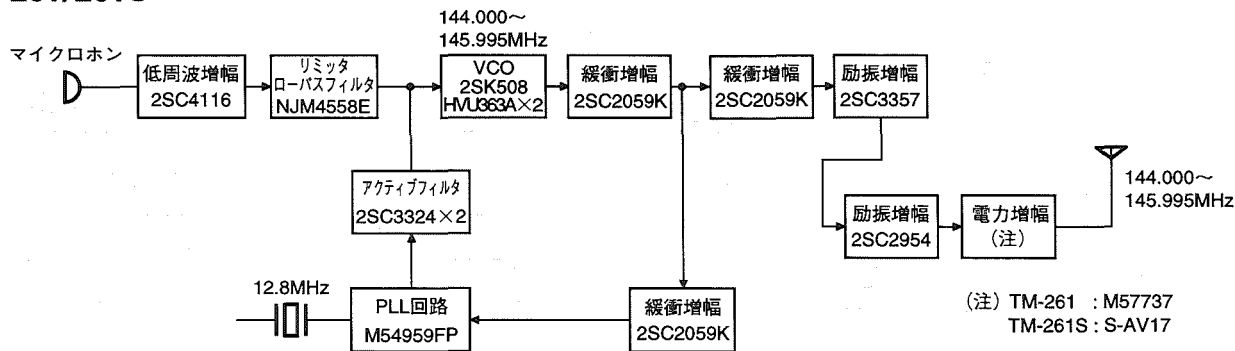 マイクロホン
低周波増幅
2SC4116
リミッタ
ローパスフィルタ
NJM4558E
144.000～
145.995MHz
VCO
2SK508
HVU363A×2
緩衝増幅
2SC2059K
緩衝増幅
2SC2059K
励振増幅
2SC3357
アクティブフィルタ
2SC3324×2
励振増幅
2SC2954
電力増幅
(注)
144.000～
145.995MHz
12.8MHz
PLL回路
M54959FP
緩衝増幅
2SC2059K
(注) TM-261 : M57737
TM-261S : S-AV17